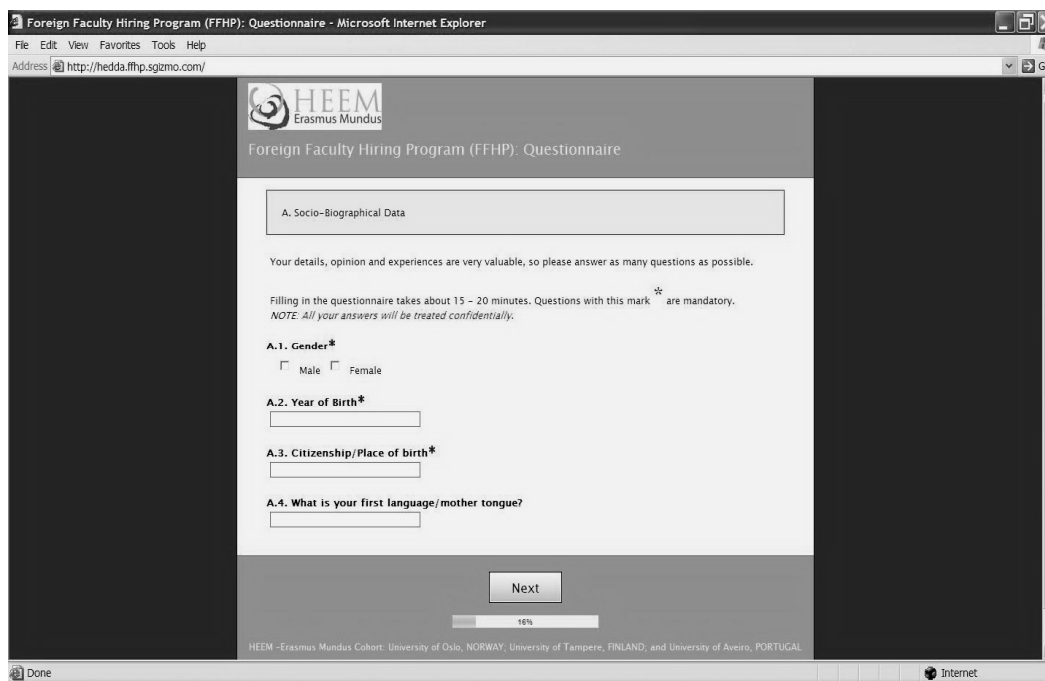 Foreign Faculty Hiring Program (FFHP): Questionnaire - Microsoft Internet Explorer
File Edit View Favorites Tools Help
Address http://hedda.ffhp.sgizmo.com/ G
HEEM
Erasmus Mundus
Foreign Faculty Hiring Program (FFHP): Questionnaire
A. Socio-Biographical Data
Your details, opinion and experiences are very valuable, so please answer as many questions as possible.
Filling in the questionnaire takes about 15 - 20 minutes. Questions with this mark * are mandatory.
NOTE: All your answers will be treated confidentially.
A.1. Gender*
Male Female
A.2. Year of Birth*
A.3. Citizenship/Place of birth*
A.4. What is your first language/mother tongue?
Next
16%
HEEM -Erasmus Mundus Cohort: University of Oslo, NORWAY; University of Tampere, FINLAND; and University of Aveiro, PORTUGAL
Done Internet